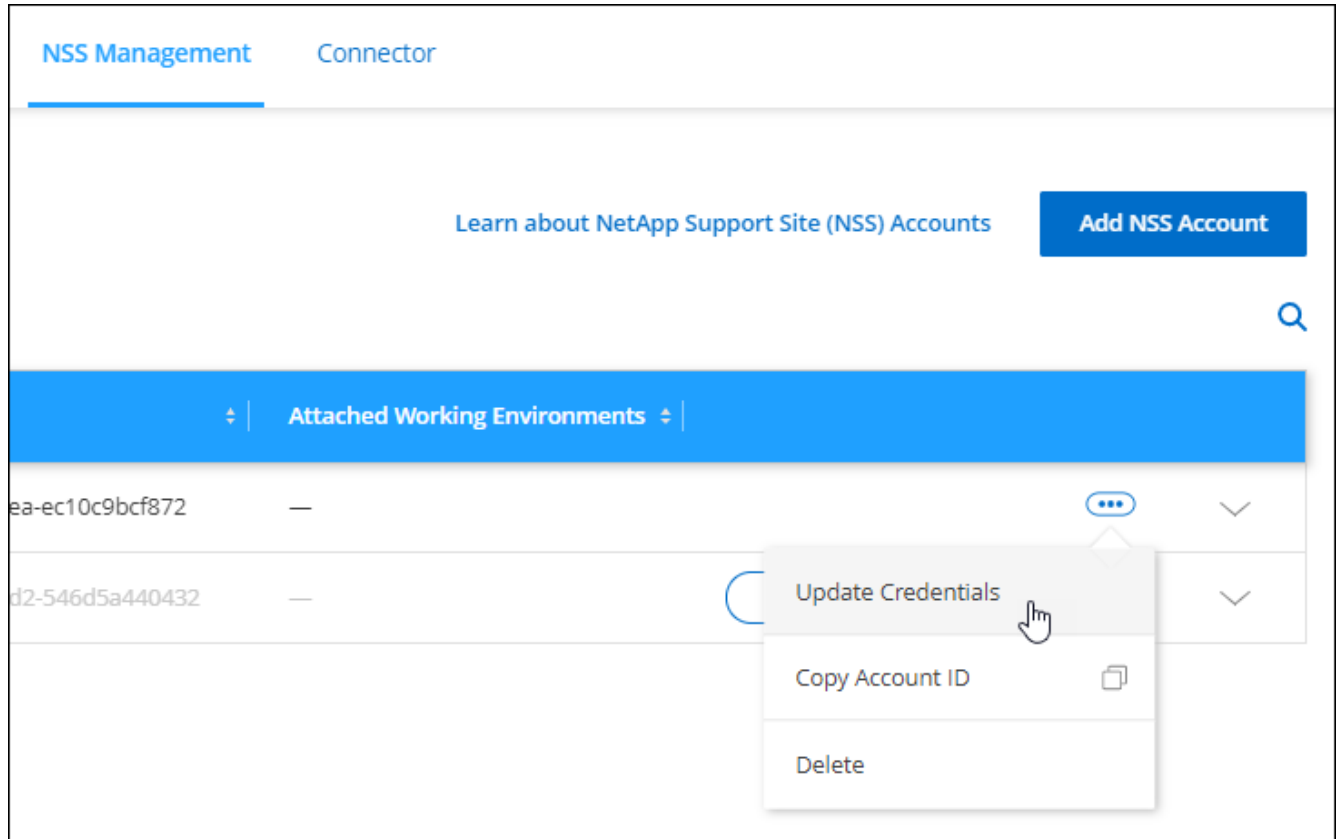 NSS Management Connector
Learn about NetApp Support Site (NSS) Accounts Add NSS Account
Attached Working Environments
ea-ec10c9bcf872 —
d2-546d5a440432 —
Update Credentials
Copy Account ID
Delete